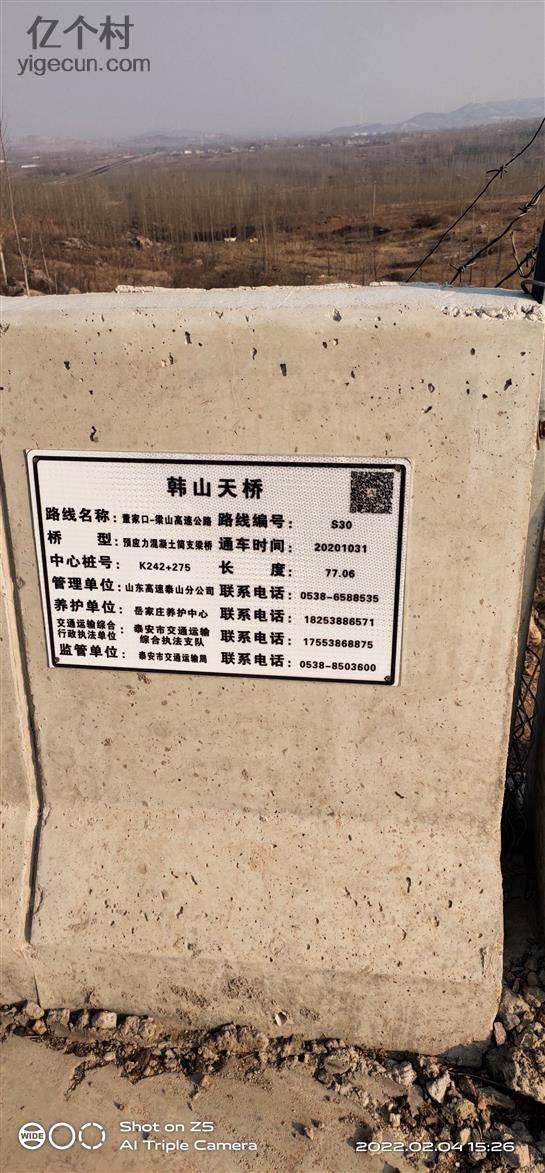 亿个村
yigecun.com
韩山天桥
路线名称： 董家口-梁山高速公路 路线编号： S30
桥 型： 预应力混凝土简支梁桥 通车时间： 20201031
中心桩号： K242+275 长 度： 77.06
管理单位： 山东高速泰山分公司 联系电话： 0538-6588535
养护单位： 岳家庄养护中心 联系电话： 18253886571
交通运输综合 泰安市交通运输
行政执法单位： 综合执法支队 联系电话： 17553868875
监管单位： 泰安市交通运输局 联系电话： 0538-8503600
WIDE Shot on Z5
AI Triple Camera 2022.02.04 15:26